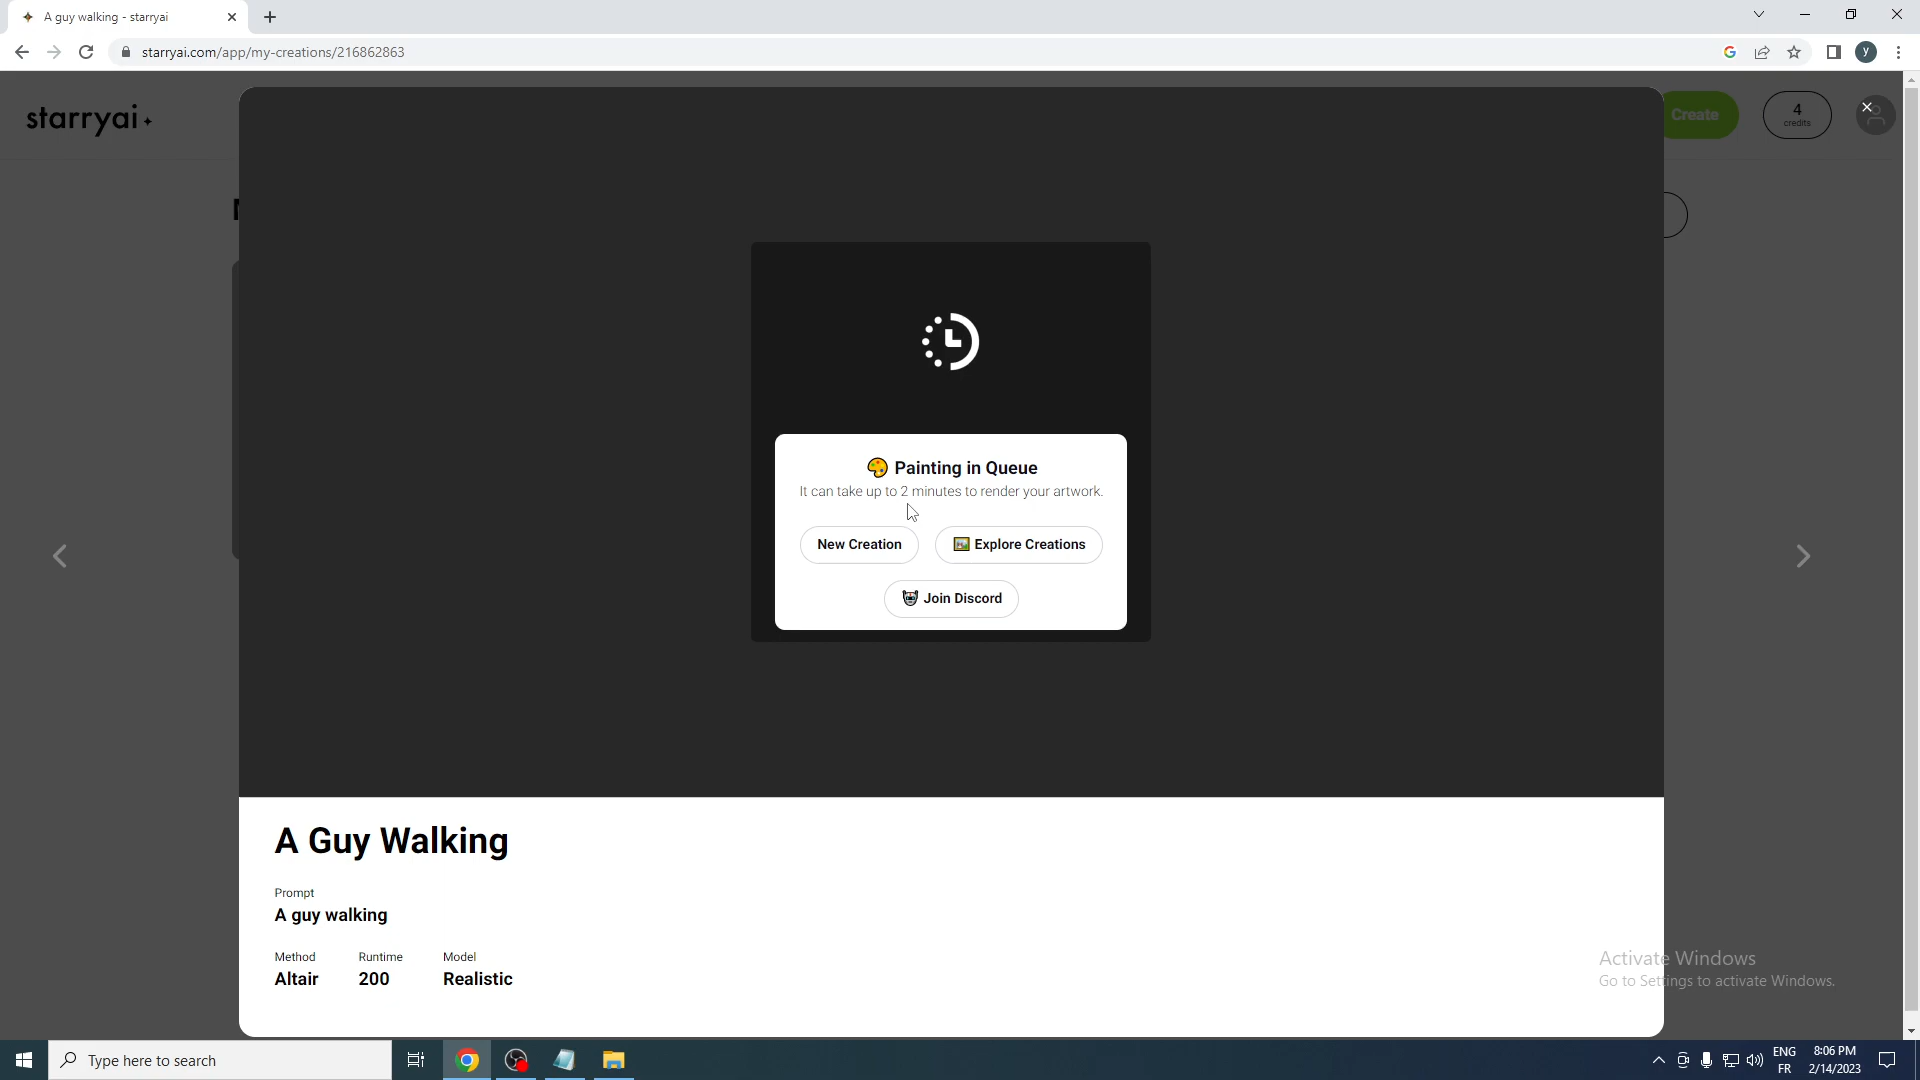 A guy walking - starryai
starryai.com/app/my-creations/216862863
y
starryai
Create
4
credits
Painting in Queue
It can take up to 2 minutes to render your artwork.
New Creation
Explore Creations
Join Discord
A Guy Walking
Prompt
A guy walking
Method Runtime Model
Altair 200 Realistic
Activate Windows
Go to Settings to activate Windows.
Type here to search
ENG
FR
8:06 PM
2/14/2023